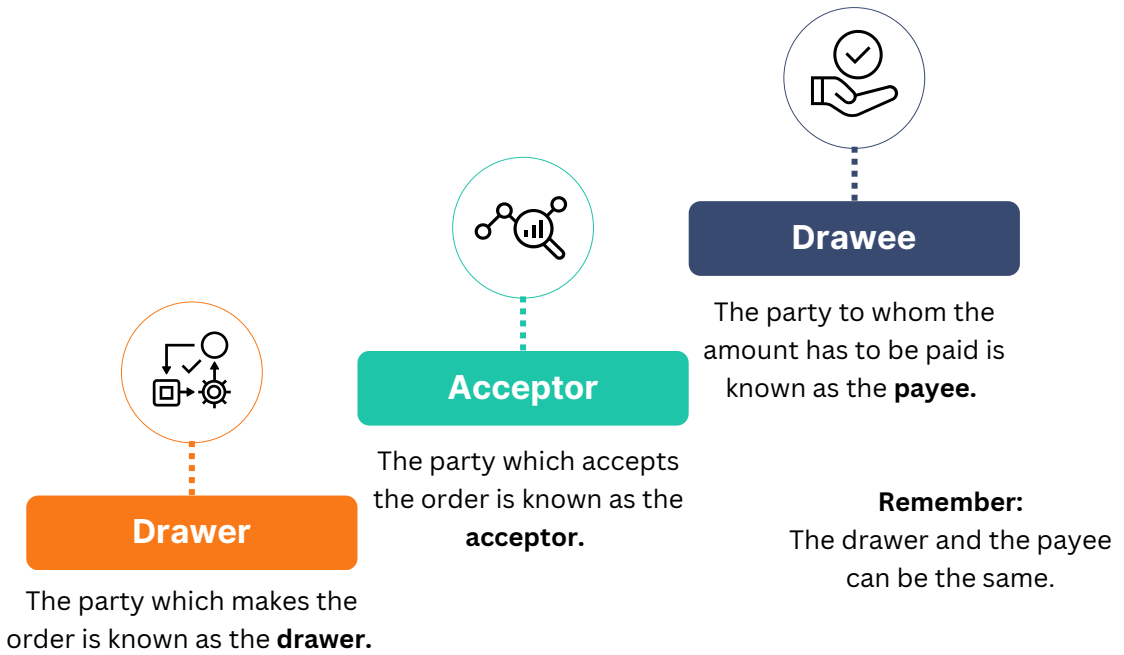 Drawer
The party which makes the
order is known as the drawer.
Acceptor
The party which accepts
the order is known as the
acceptor.
Drawee
The party to whom the
amount has to be paid is
known as the payee.
Remember:
The drawer and the payee
can be the same.